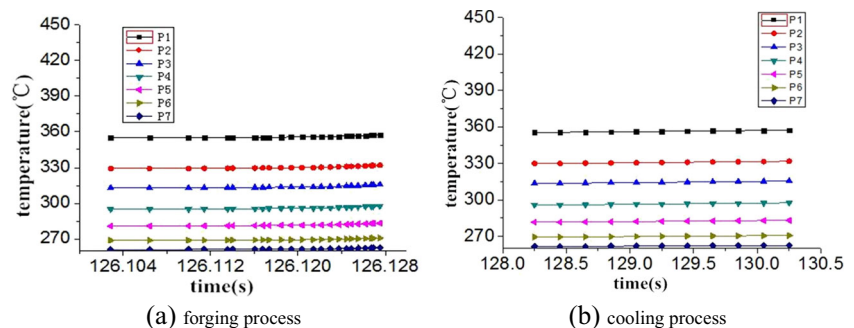 450
420
390
360
330
300
270
temperature(℃)
P1
P2
P3
P4
P5
P6
P7
126.104 126.112 126.120 126.128
time(s)
(a) forging process
450
420
390
360
330
300
270
temperature(℃)
P1
P2
P3
P4
P5
P6
P7
128.0 128.5 129.0 129.5 130.0 130.5
time(s)
(b) cooling process